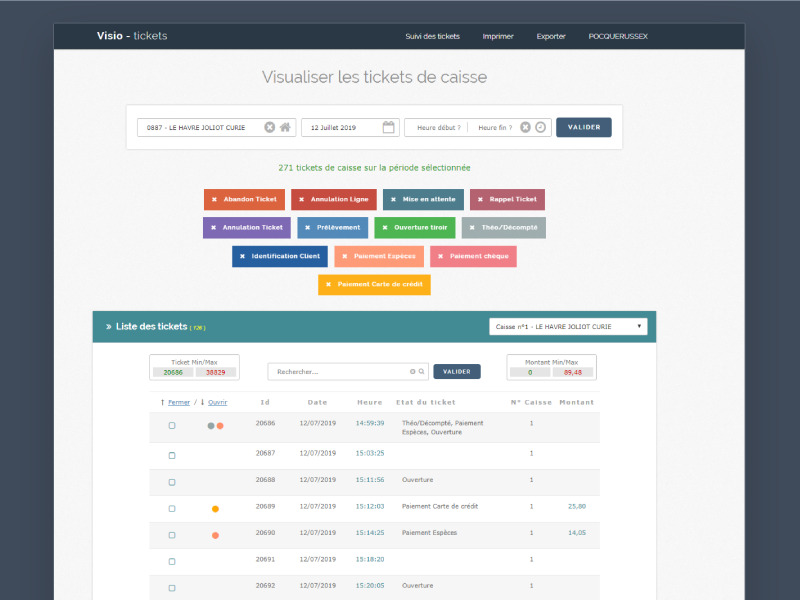 Visio - tickets Suivi des tickets Imprimer Exporter POCQUERUSSEX
Visualiser les tickets de caisse
0887 - LE HAVRE JOLIOT CURIE 12 Juillet 2019 Heure début ? Heure fin ? VALIDER
271 tickets de caisse sur la période sélectionnée
× Abandon Ticket × Annulation Ligne × Mise en attente × Rappel Ticket
× Annulation Ticket × Prélèvement × Ouverture tiroir × Théo/Décompté
× Identification Client × Paiement Espèces × Paiement chèque
× Paiement Carte de crédit
» Liste des tickets ( 126 ) Caisse n°1 - LE HAVRE JOLIOT CURIE
Ticket Min/Max Montant Min/Max
20686 38829 Rechercher... VALIDER 0 89,48
↑ Fermer / ↓ Ouvrir Id Date Heure Etat du ticket N° Caisse Montant
20686 12/07/2019 14:59:39 Théo/Décompté, Paiement 1
Espèces, Ouverture
20687 12/07/2019 15:03:25 1
20688 12/07/2019 15:11:56 Ouverture 1
20689 12/07/2019 15:12:03 Paiement Carte de crédit 1 25,80
20690 12/07/2019 15:14:25 Paiement Espèces 1 14,05
20691 12/07/2019 15:18:20 1
20692 12/07/2019 15:20:05 Ouverture 1